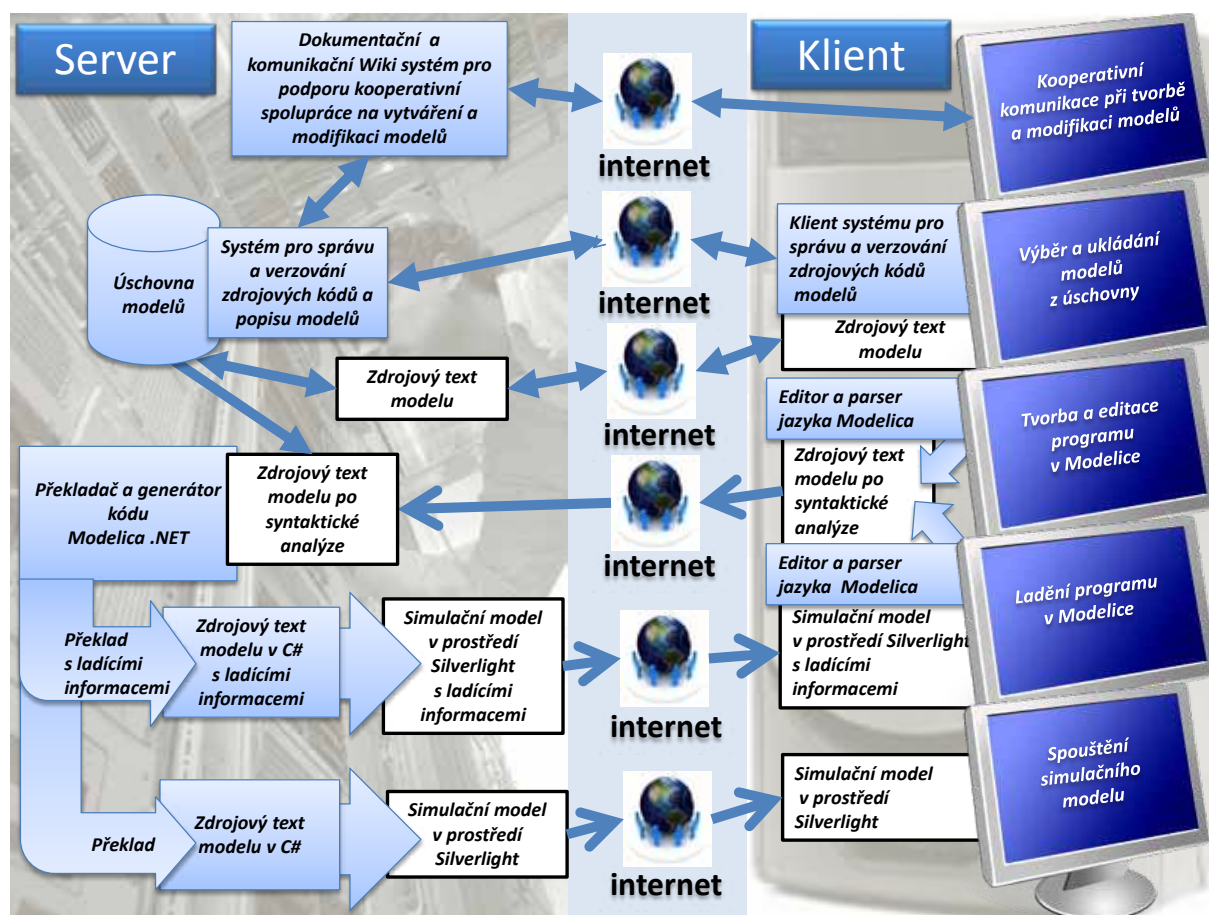 Server
Dokumentační a
komunikační Wiki systém pro
podporu kooperativní
spolupráce na vytváření a
modifikaci modelů
internet
Klient
Kooperativní
komunikace při tvorbě
a modifikaci modelů
Úschovna
modelů
Systém pro správu
a verzování
zdrojových kódů a
popisu modelů
internet
Klient systému pro
správu a verzování
zdrojových kódů
modelů
Výběr a ukládání
modelů
z úschovny
Zdrojový text
modelu
internet
Zdrojový text
modelu
Editor a parser
jazyka Modelica
Tvorba a editace
programu
v Modelice
Překladač a generátor
kódu
Modelica .NET
Zdrojový text
modelu po
syntaktické
analýze
internet
Zdrojový text
modelu po
syntaktické
analýze
Editor a parser
jazyka Modelica
Ladění programu
v Modelice
Překlad
s ladícími
informacemi
Zdrojový text
modelu v C#
s ladícími
informacemi
Simulační model
v prostředí
Silverlight
s ladícími
informacemi
internet
Simulační model
v prostředí Silverlight
s ladícími
informacemi
Překlad
Zdrojový text
modelu v C#
Simulační model
v prostředí
Silverlight
internet
Simulační model
v prostředí
Silverlight
Spouštění
simulačního
modelu